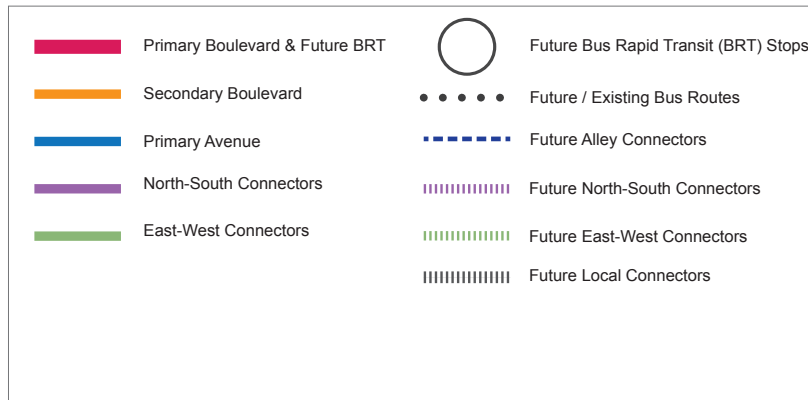 Primary Boulevard & Future BRT
Secondary Boulevard
Primary Avenue
North-South Connectors
East-West Connectors
Future Bus Rapid Transit (BRT) Stops
Future / Existing Bus Routes
Future Alley Connectors
Future North-South Connectors
Future East-West Connectors
Future Local Connectors